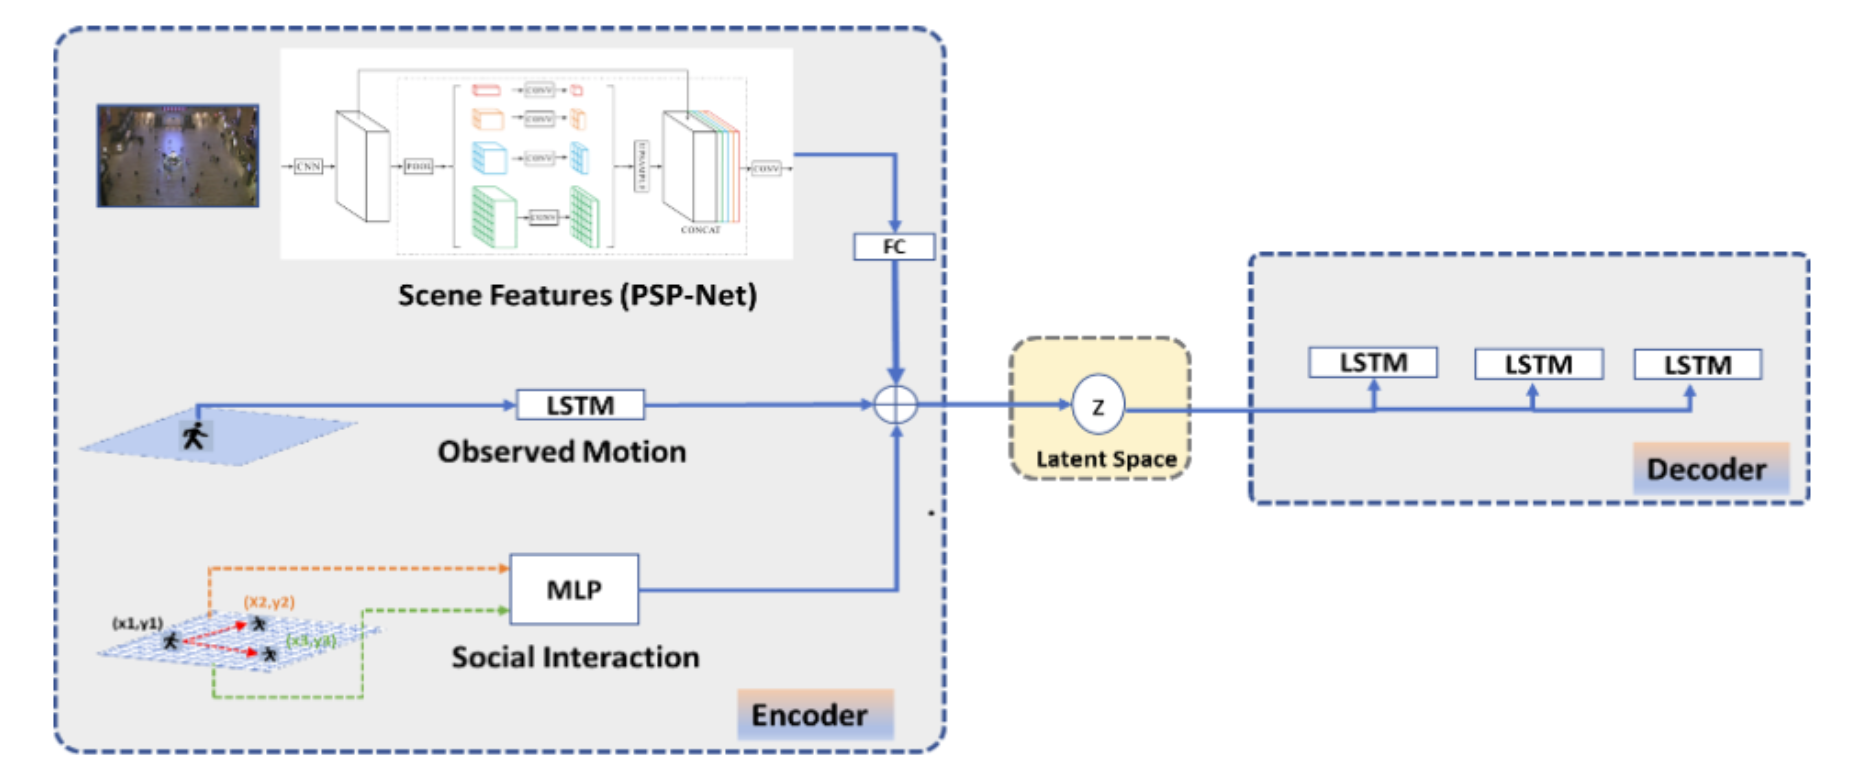 CNN
POOL
CONV
CONV
CONV
CONV
UPSAMPLE
CONCAT
CONV
FC
Scene Features (PSP-Net)
LSTM
Observed Motion
Z
Latent Space
LSTM
LSTM
LSTM
Decoder
(x1,y1)
(X2,y2)
(x3,y3)
MLP
Social Interaction
Encoder